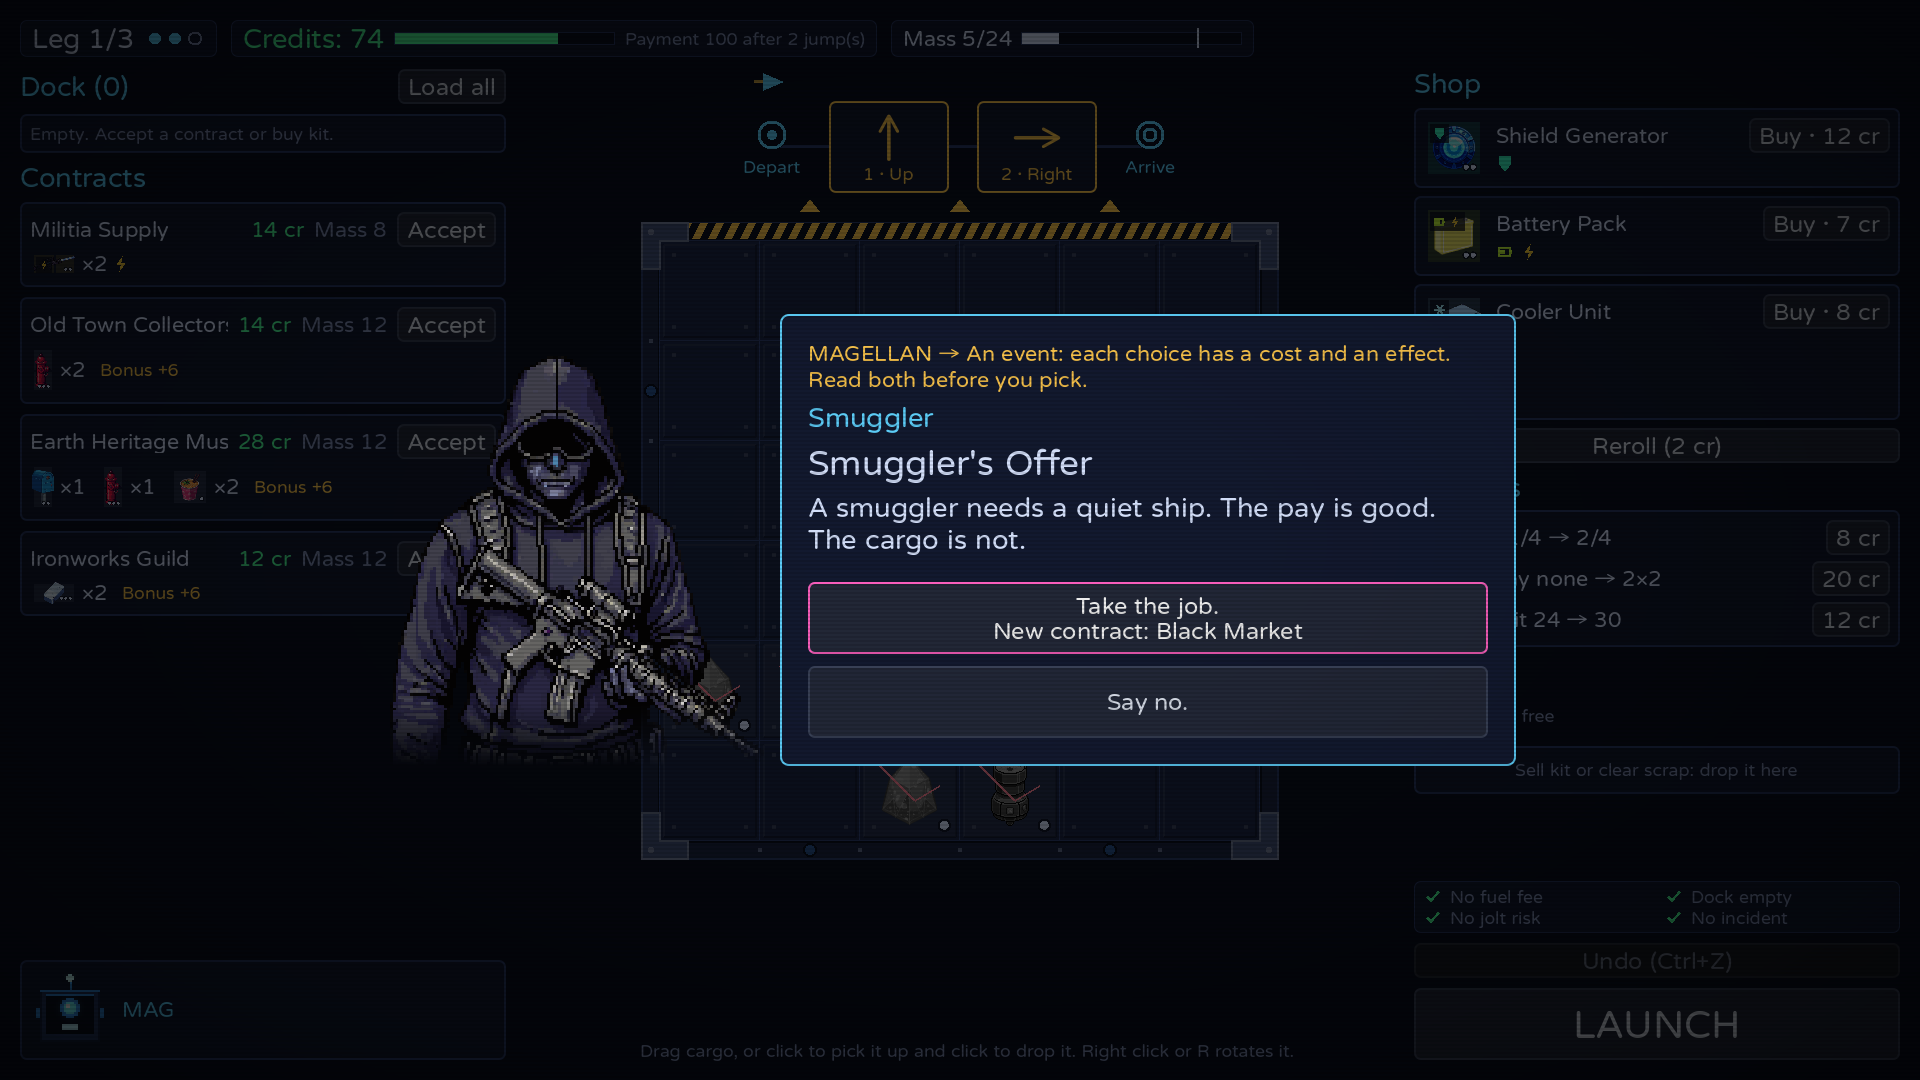 Leg 1/3
Credits: 74
Payment 100 after 2 jump(s)
Mass 5/24
Dock (0)
Load all
Empty. Accept a contract or buy kit.
Contracts
Militia Supply 14 cr Mass 8 Accept
×2
Old Town Collector 14 cr Mass 12 Accept
×2 Bonus +6
Earth Heritage Mus 28 cr Mass 12 Accept
×1 ×1 ×2 Bonus +6
Ironworks Guild 12 cr Mass 12
×2 Bonus +6
MAG
Depart
1 · Up
2 · Right
Arrive
MAGELLAN → An event: each choice has a cost and an effect.
Read both before you pick.
Smuggler
Smuggler's Offer
A smuggler needs a quiet ship. The pay is good.
The cargo is not.
Take the job.
New contract: Black Market
Say no.
Drag cargo, or click to pick it up and click to drop it. Right click or R rotates it.
Shop
Shield Generator Buy · 12 cr
Battery Pack Buy · 7 cr
Cooler Unit Buy · 8 cr
Reroll (2 cr)
/4 → 2/4 8 cr
none → 2×2 20 cr
24 → 30 12 cr
free
Sell kit or clear scrap: drop it here
No fuel fee
Dock empty
No jolt risk
No incident
Undo (Ctrl+Z)
LAUNCH